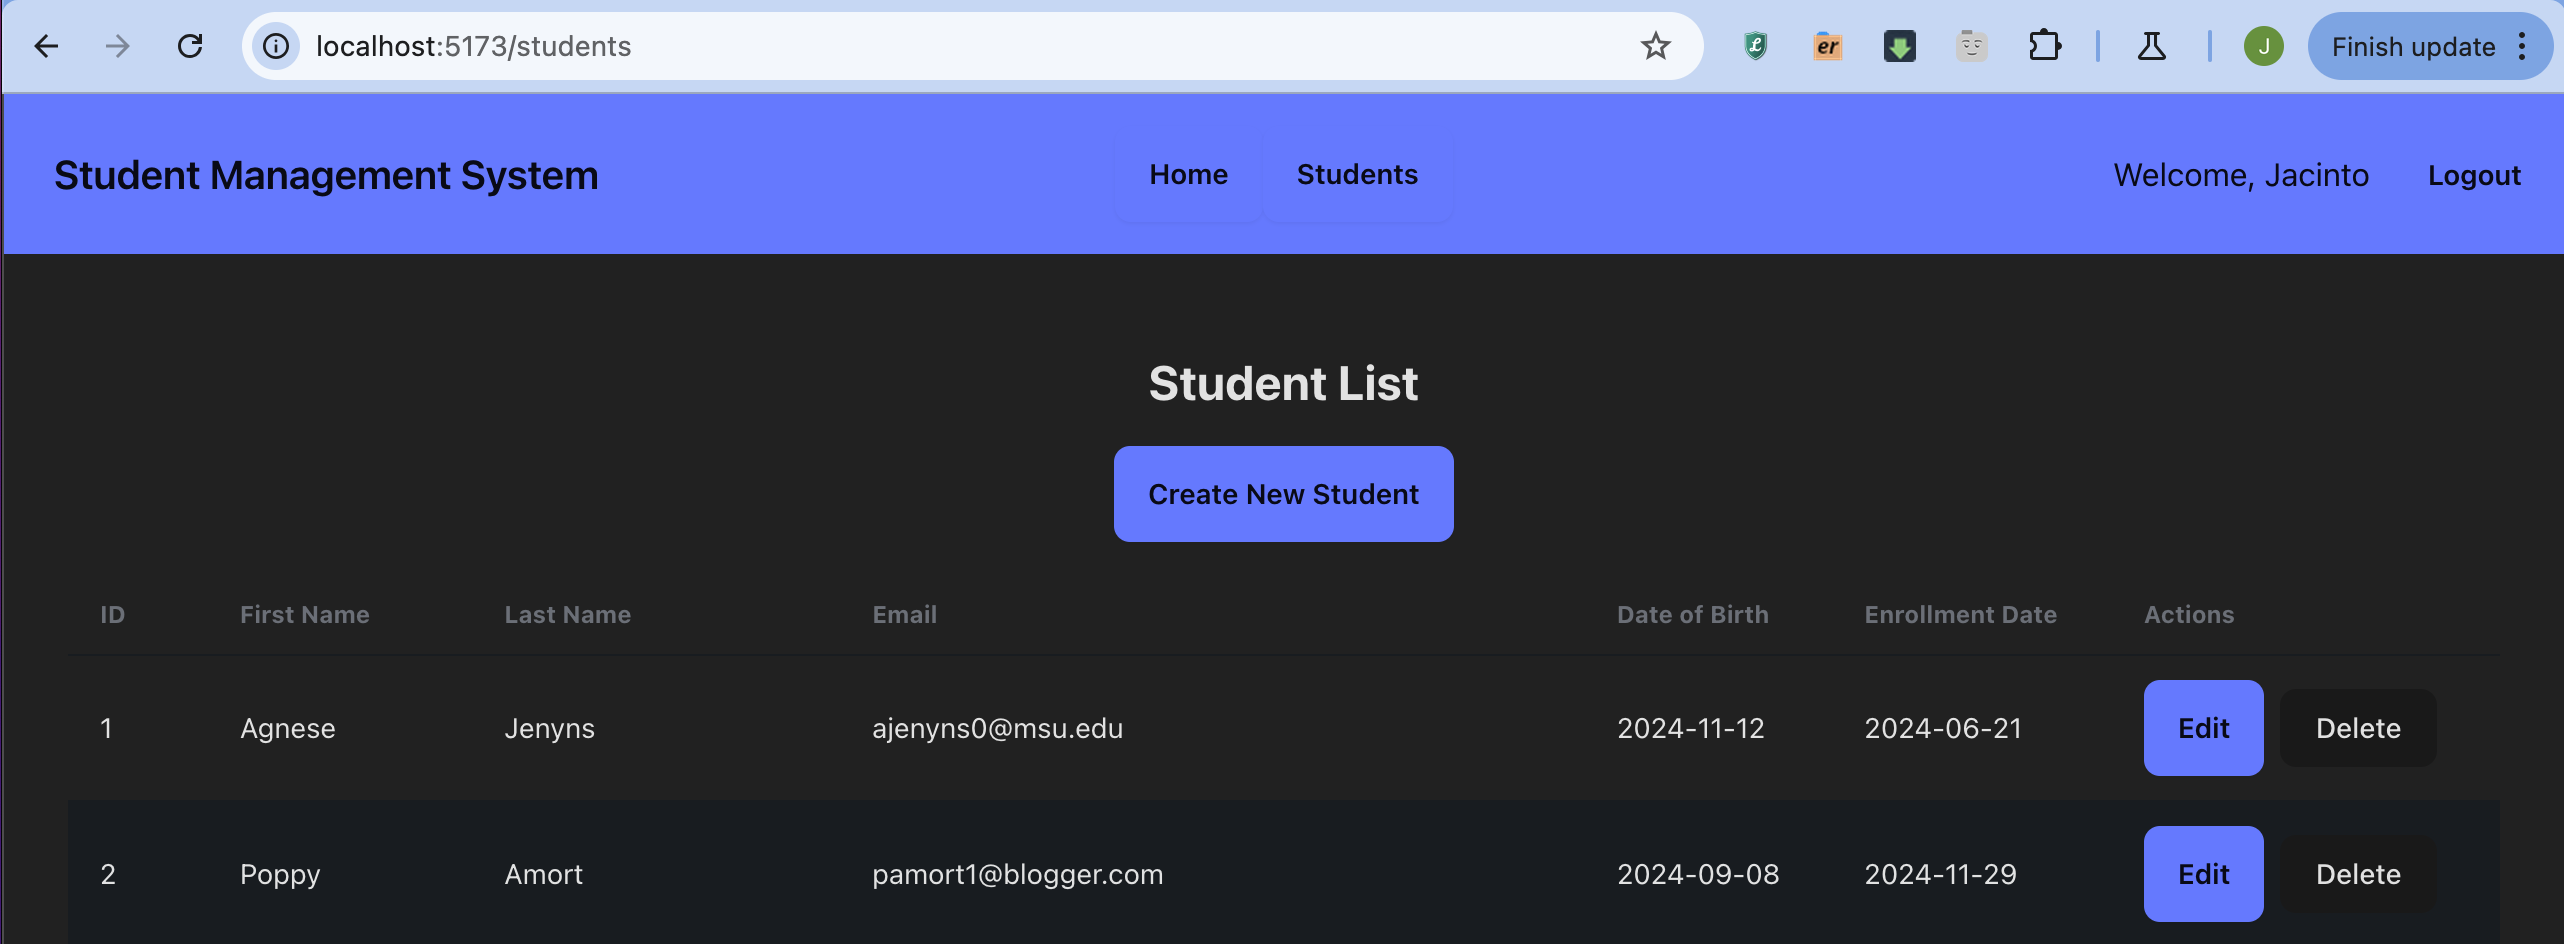 localhost:5173/students
er
J
Finish update
Student Management System
Home
Students
Welcome, Jacinto
Logout
Student List
Create New Student
ID First Name Last Name Email Date of Birth Enrollment Date Actions
1 Agnese Jenyns ajenyns0@msu.edu 2024-11-12 2024-06-21 Edit Delete
2 Poppy Amort pamort1@blogger.com 2024-09-08 2024-11-29 Edit Delete